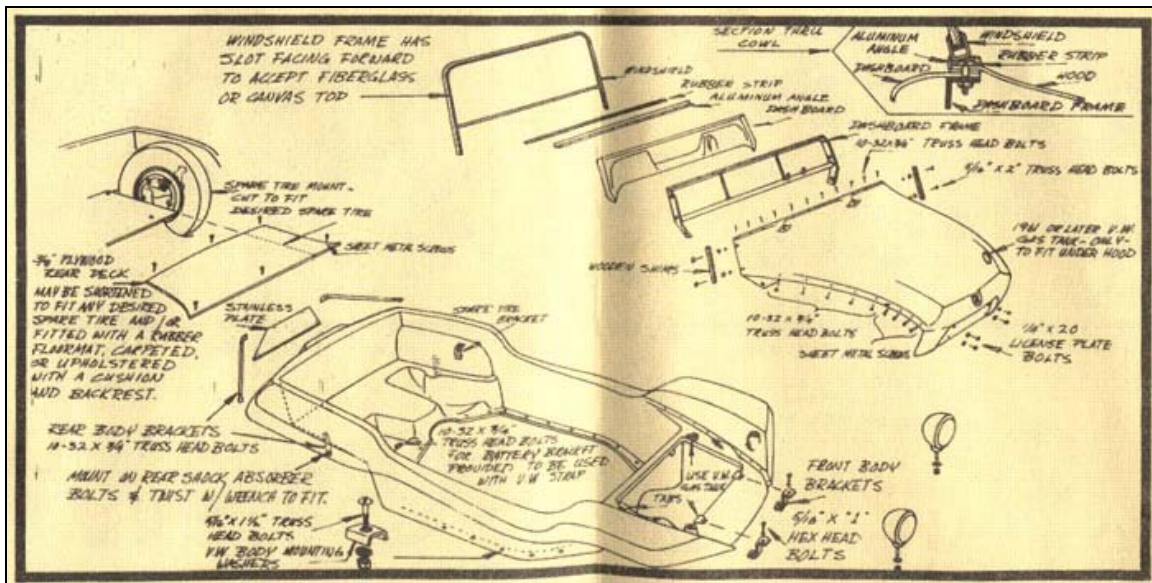 WINDSHIELD FRAME HAS
SLOT FACING FORWARD
TO ACCEPT FIBERGLASS
OR CANVAS TOP
WINDSHIELD
RUBBER STRIP
ALUMINUM ANGLE
DASHBOARD
DASHBOARD FRAME
10-32x3/4" TRUSS HEAD BOLTS
SECTION THRU
COWL
ALUMINUM
ANGLE
WINDSHIELD
RUBBER STRIP
DASHBOARD
HOOD
DASHBOARD FRAME
5/16" x 2" TRUSS HEAD BOLTS
1961 OR LATER V.W.
GAS TANK-ONLY-
TO FIT UNDER HOOD
SPARE TIRE MOUNT-
CUT TO FIT
DESIRED SPARE TIRE
SHEET METAL SCREWS
3/4" PLYWOOD
REAR DECK
MAY BE SHORTENED
TO FIT ANY DESIRED
SPARE TIRE AND/OR
FITTED WITH A RUBBER
FLOORMAT, CARPETED,
OR UPHOLSTERED
WITH A CUSHION
AND BACKREST.
STAINLESS
PLATE
SPARE TIRE
BRACKET
WOODEN SHIMS
10-32 x 3/4"
TRUSS HEAD BOLTS
SHEET METAL SCREWS
1/4" x 20
LICENSE PLATE
BOLTS
REAR BODY BRACKETS
10-32 x 3/4" TRUSS HEAD BOLTS
MOUNT ON REAR SHOCK ABSORBER
BOLTS & TWIST W/WRENCH TO FIT.
10-32 x 3/4"
TRUSS HEAD BOLTS
FOR BATTERY BRACKET
PROVIDED TO BE USED
WITH V.W STRAP
USE V.W.
TABS
FRONT BODY
BRACKETS
5/16" x "1"
HEX HEAD
BOLTS
5/16" x 1 1/2" TRUSS
HEAD BOLTS
V.W BODY MOUNTING
WASHERS